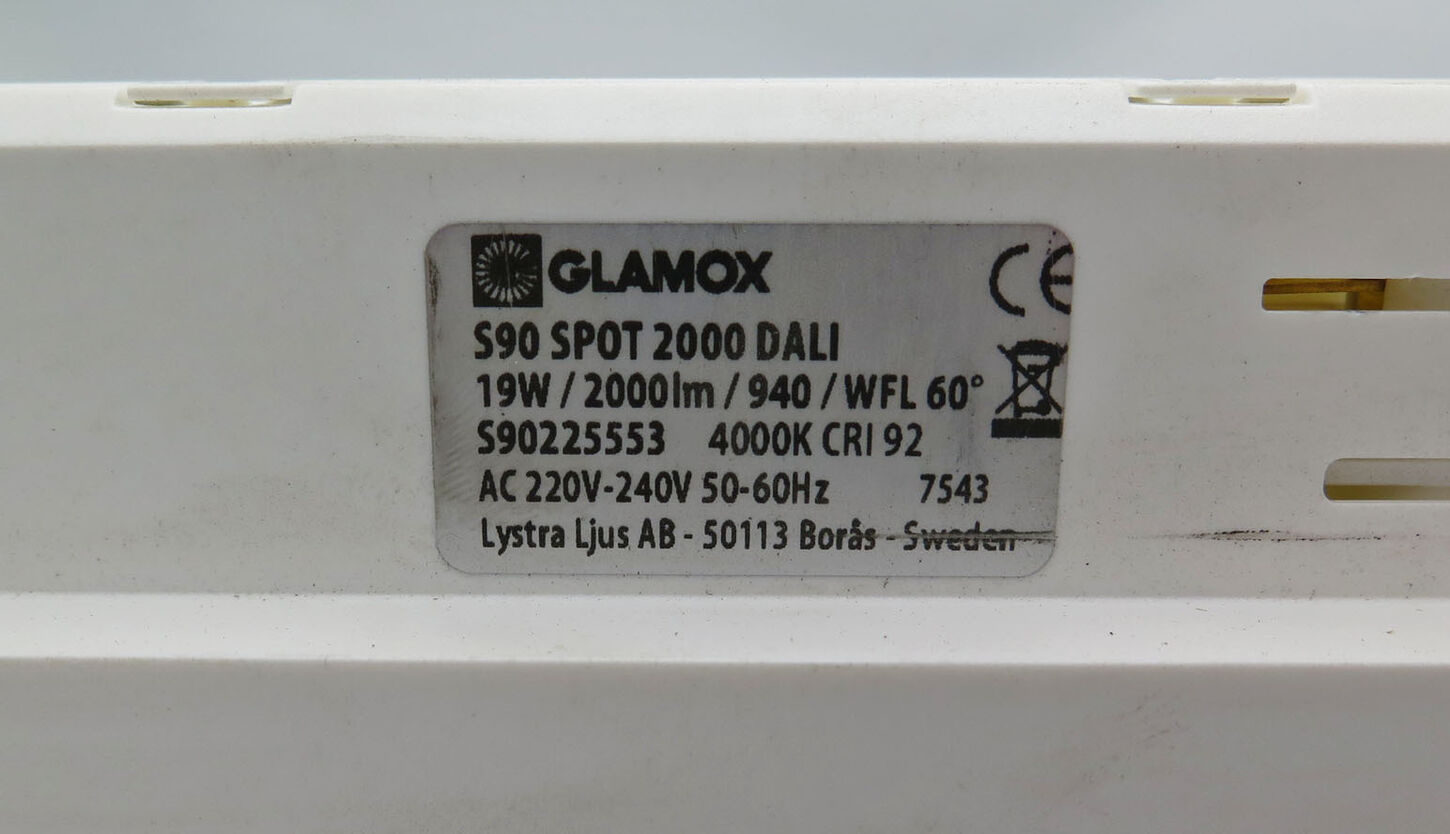 GLAMOX
CE
S90 SPOT 2000 DALI
19W / 2000lm / 940 / WFL 60°
S90225553 4000K CRI 92
AC 220V-240V 50-60Hz 7543
Lystra Ljus AB - 50113 Borås - Sweden